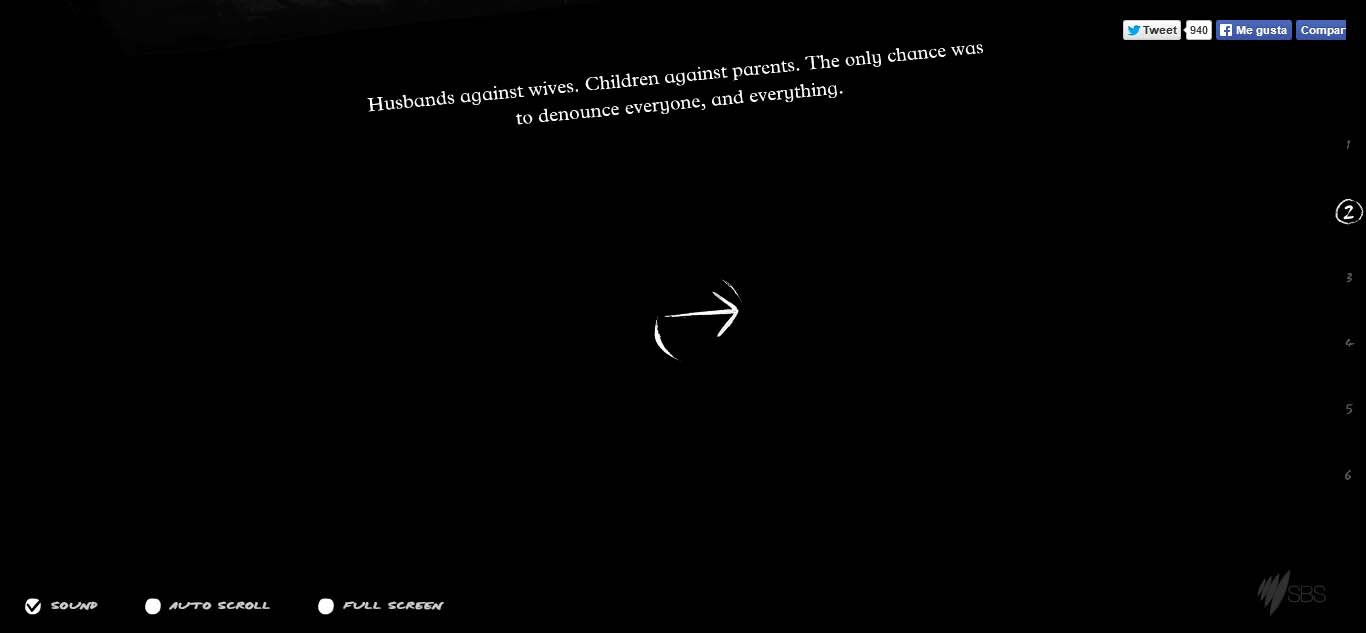 Tweet 940 Me gusta Compar
Husbands against wives. Children against parents. The only chance was
to denounce everyone, and everything.
1
2
3
4
5
6
SBS
SOUND AUTO SCROLL FULL SCREEN